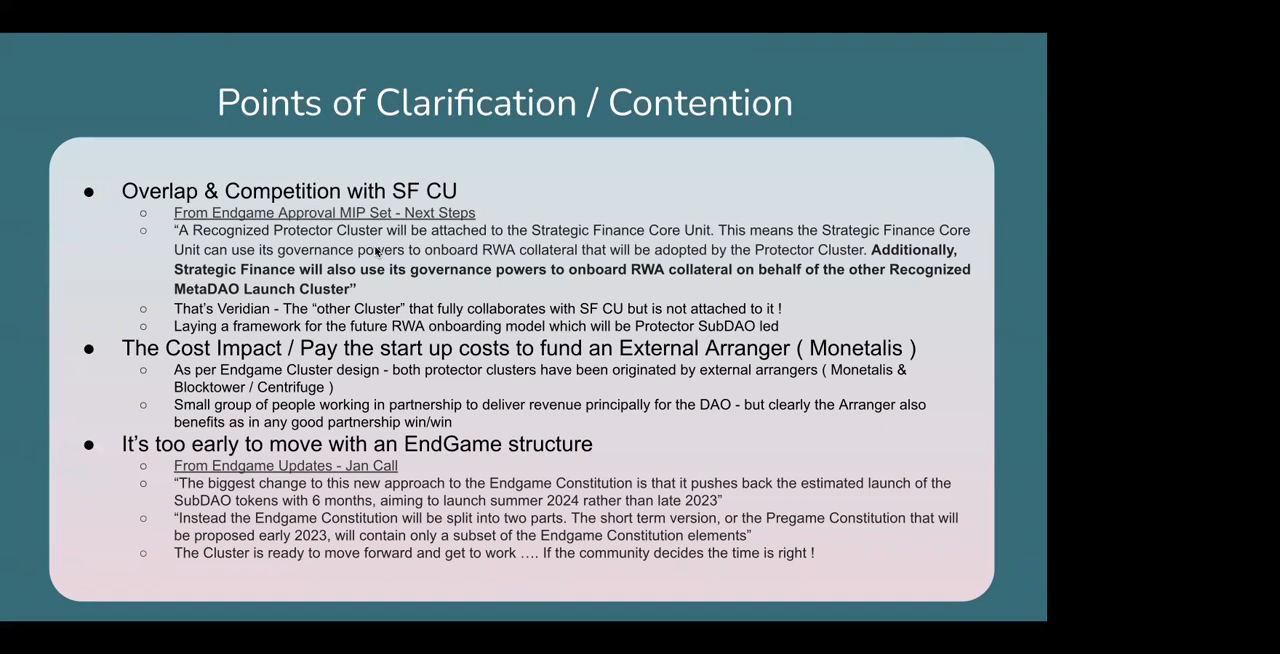 Points of Clarification / Contention
● Overlap & Competition with SF CU
○ From Endgame Approval MIP Set - Next Steps
○ “A Recognized Protector Cluster will be attached to the Strategic Finance Core Unit. This means the Strategic Finance Core
Unit can use its governance powers to onboard RWA collateral that will be adopted by the Protector Cluster. Additionally,
Strategic Finance will also use its governance powers to onboard RWA collateral on behalf of the other Recognized
MetaDAO Launch Cluster”
○ That’s Veridian - The “other Cluster” that fully collaborates with SF CU but is not attached to it !
○ Laying a framework for the future RWA onboarding model which will be Protector SubDAO led
● The Cost Impact / Pay the start up costs to fund an External Arranger ( Monetalis )
○ As per Endgame Cluster design - both protector clusters have been originated by external arrangers ( Monetalis &
Blocktower / Centrifuge )
○ Small group of people working in partnership to deliver revenue principally for the DAO - but clearly the Arranger also
benefits as in any good partnership win/win
● It’s too early to move with an EndGame structure
○ From Endgame Updates - Jan Call
○ “The biggest change to this new approach to the Endgame Constitution is that it pushes back the estimated launch of the
SubDAO tokens with 6 months, aiming to launch summer 2024 rather than late 2023”
○ “Instead the Endgame Constitution will be split into two parts. The short term version, or the Pregame Constitution that will
be proposed early 2023, will contain only a subset of the Endgame Constitution elements”
○ The Cluster is ready to move forward and get to work …. If the community decides the time is right !